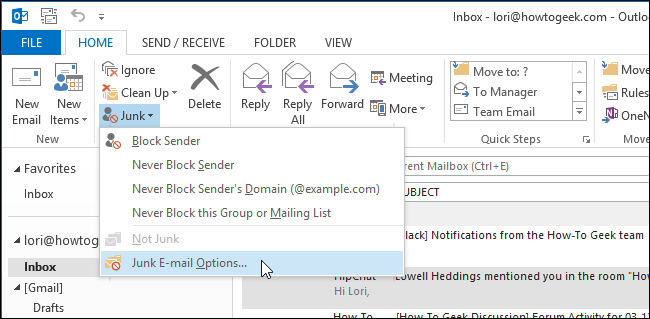 Inbox - lori@howtogeek.com - Outlo
FILE HOME SEND / RECEIVE FOLDER VIEW
Ignore
Clean Up
Junk
New Email
New Items
Delete
Reply
Reply All
Forward
Meeting
More
Move to: ?
To Manager
Team Email
Move
Rules
OneN
New
Quick Steps
Move
Block Sender
Never Block Sender
Never Block Sender's Domain (@example.com)
Never Block this Group or Mailing List
Not Junk
Junk E-mail Options...
Favorites
Inbox
lori@howto
Inbox
[Gmail]
Drafts
rent Mailbox (Ctrl+E)
UBJECT
lack] Notifications from the How-To Geek team
HipChat Lowell Heddings mentioned you in the room "How
Hi Lori,
How-To [How-To Geek Discussion] Forum Activity for 03-1